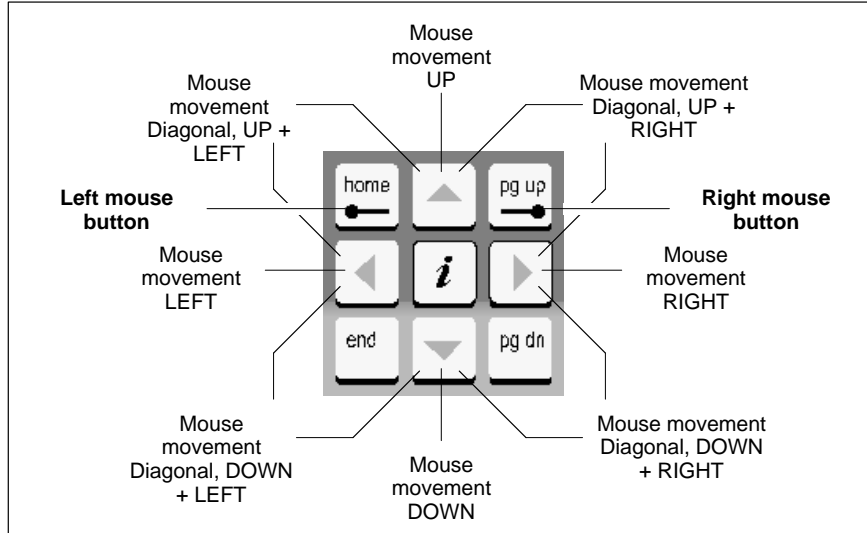 Mouse
movement
UP
Mouse
movement
Diagonal, UP +
LEFT
Mouse movement
Diagonal, UP +
RIGHT
home
pg up
Left mouse
button
Right mouse
button
Mouse
movement
LEFT
i
Mouse
movement
RIGHT
end
pg dn
Mouse
movement
Diagonal, DOWN
+ LEFT
Mouse
movement
DOWN
Mouse movement
Diagonal, DOWN
+ RIGHT